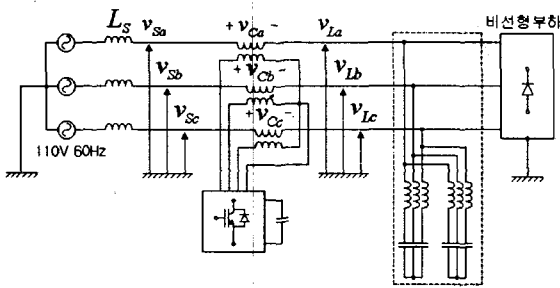 L_S
v_Sa
+ v_Ca -
v_La
비선형부하
v_Sb
+ v_Cb -
v_Lb
v_Sc
+ v_Cc -
v_Lc
110V 60Hz